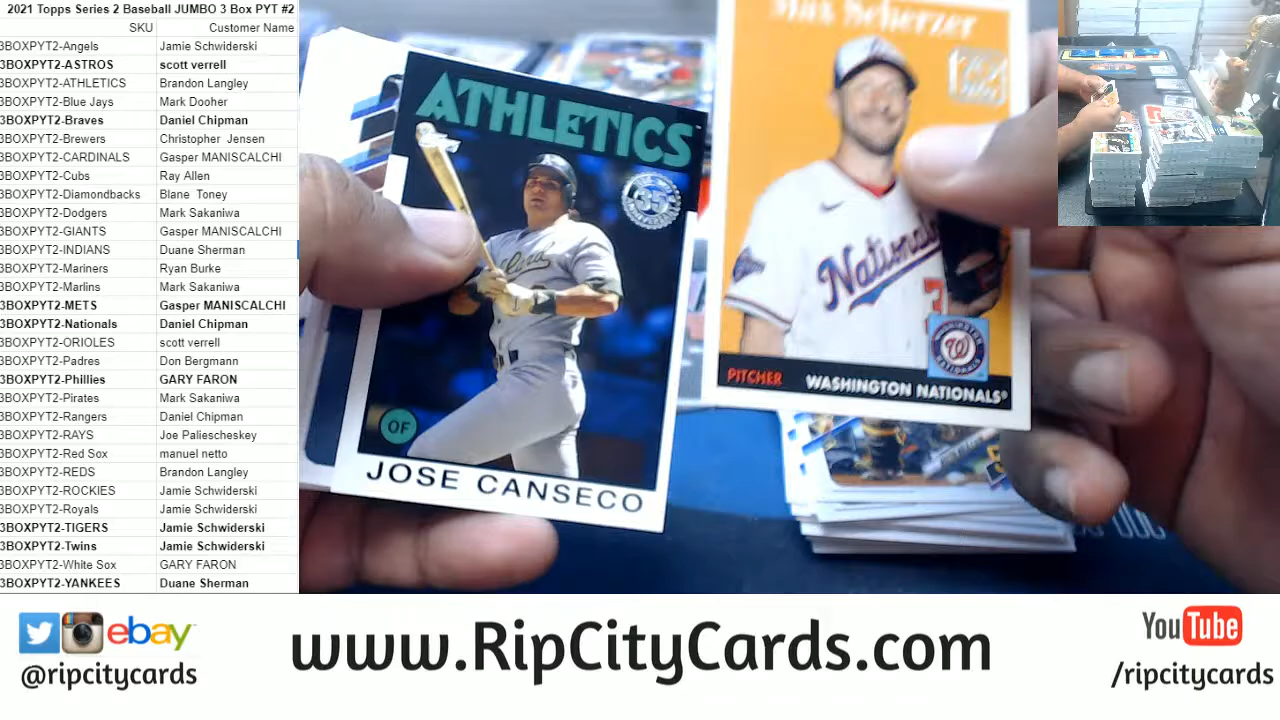 2021 Topps Series 2 Baseball JUMBO 3 Box PYT #2
SKU Customer Name
3BOXPYT2-Angels Jamie Schwiderski
3BOXPYT2-ASTROS scott verrell
3BOXPYT2-ATHLETICS Brandon Langley
3BOXPYT2-Blue Jays Mark Dooher
3BOXPYT2-Braves Daniel Chipman
3BOXPYT2-Brewers Christopher Jensen
3BOXPYT2-CARDINALS Gasper MANISCALCHI
3BOXPYT2-Cubs Ray Allen
3BOXPYT2-Diamondbacks Blane Toney
3BOXPYT2-Dodgers Mark Sakaniwa
3BOXPYT2-GIANTS Gasper MANISCALCHI
3BOXPYT2-INDIANS Duane Sherman
3BOXPYT2-Mariners Ryan Burke
3BOXPYT2-Marlins Mark Sakaniwa
3BOXPYT2-METS Gasper MANISCALCHI
3BOXPYT2-Nationals Daniel Chipman
3BOXPYT2-ORIOLES scott verrell
3BOXPYT2-Padres Don Bergmann
3BOXPYT2-Phillies GARY FARON
3BOXPYT2-Pirates Mark Sakaniwa
3BOXPYT2-Rangers Daniel Chipman
3BOXPYT2-RAYS Joe Paliescheskey
3BOXPYT2-Red Sox manuel netto
3BOXPYT2-REDS Brandon Langley
3BOXPYT2-ROCKIES Jamie Schwiderski
3BOXPYT2-Royals Jamie Schwiderski
3BOXPYT2-TIGERS Jamie Schwiderski
3BOXPYT2-Twins Jamie Schwiderski
3BOXPYT2-White Sox GARY FARON
3BOXPYT2-YANKEES Duane Sherman
ATHLETICS
35
OF
JOSE CANSECO
Max Scherzer
Nationals
3
W
PITCHER WASHINGTON NATIONALS®
ebay
@ripcitycards
www.RipCityCards.com
YouTube
/ripcitycards